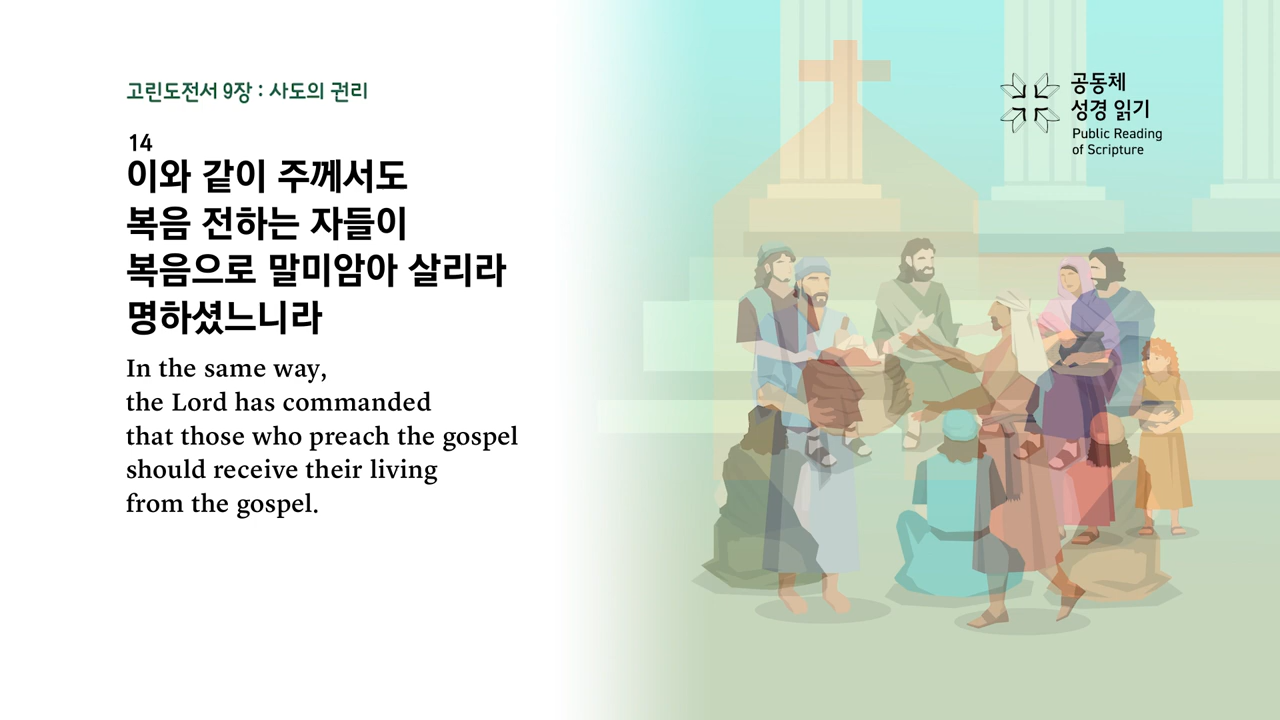 고린도전서 9장 : 사도의 권리
14
이와 같이 주께서도
복음 전하는 자들이
복음으로 말미암아 살리라
명하셨느니라
In the same way,
the Lord has commanded
that those who preach the gospel
should receive their living
from the gospel.
공동체
성경 읽기
Public Reading
of Scripture